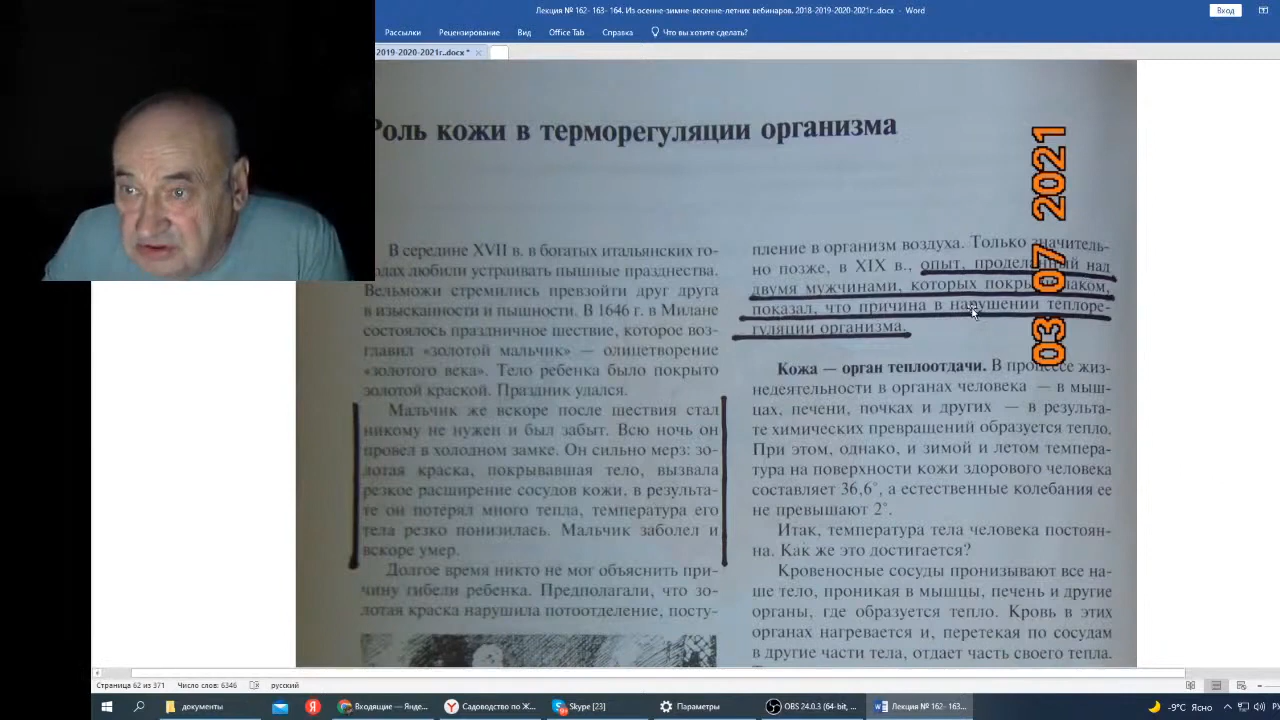 Лекция № 162- 163- 164. Из осенне-зимне-весенне-летних вебинаров. 2018-2019-2020-2021г..docx - Word
Вход
Рассылки Рецензирование Вид Office Tab Справка Что вы хотите сделать?
2019-2020-2021г..docx *
Роль кожи в терморегуляции организма
В середине XVII в. в богатых итальянских го-
родах любили устраивать пышные празднества.
Вельможи стремились превзойти друг друга
в изысканности и пышности. В 1646 г. в Милане
состоялось праздничное шествие, которое воз-
главил «золотой мальчик» — олицетворение
«золотого века». Тело ребенка было покрыто
золотой краской. Праздник удался.
Мальчик же вскоре после шествия стал
никому не нужен и был забыт. Всю ночь он
провел в холодном замке. Он сильно мерз: зо-
лотая краска, покрывавшая тело, вызвала
резкое расширение сосудов кожи, в результа-
те он потерял много тепла, температура его
тела резко понизилась. Мальчик заболел и
вскоре умер.
Долгое время никто не мог объяснить при-
чину гибели ребенка. Предполагали, что зо-
лотая краска нарушила потоотделение, посту-
пление в организм воздуха. Только значитель-
но позже, в XIX в., опыт, проделанный над
двумя мужчинами, которых покрыли лаком,
показал, что причина в нарушении теплоре-
гуляции организма.
Кожа — орган теплоотдачи. В процессе жиз-
недеятельности в органах человека — в мыш-
цах, печени, почках и других — в результа-
те химических превращений образуется тепло.
При этом, однако, и зимой и летом темпера-
тура на поверхности кожи здорового человека
составляет 36,6°, а естественные колебания ее
не превышают 2°.
Итак, температура тела человека постоян-
на. Как же это достигается?
Кровеносные сосуды пронизывают все на-
ше тело, проникая в мышцы, печень и другие
органы, где образуется тепло. Кровь в этих
органах нагревается и, перетекая по сосудам
в другие части тела, отдает часть своего тепла.
03 07 2021
Страница 62 из 371 Число слов: 6346 русский
документы Входящие — Янде... Садоводство по Ж... Skype [23] Параметры OBS 24.0.3 (64-bit, ... Лекция № 162- 163... -9°C Ясно
99+